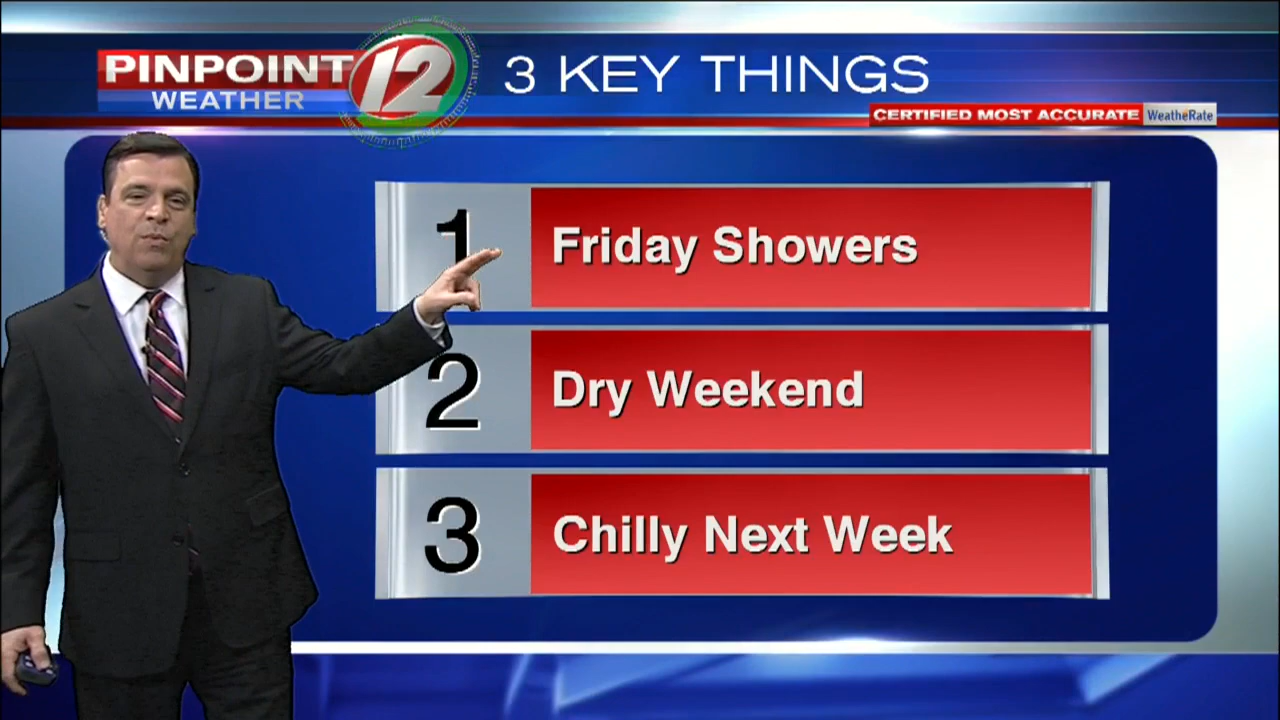 PINPOINT 12
WEATHER
3 KEY THINGS
CERTIFIED MOST ACCURATE WeatheRate
1 Friday Showers
2 Dry Weekend
3 Chilly Next Week